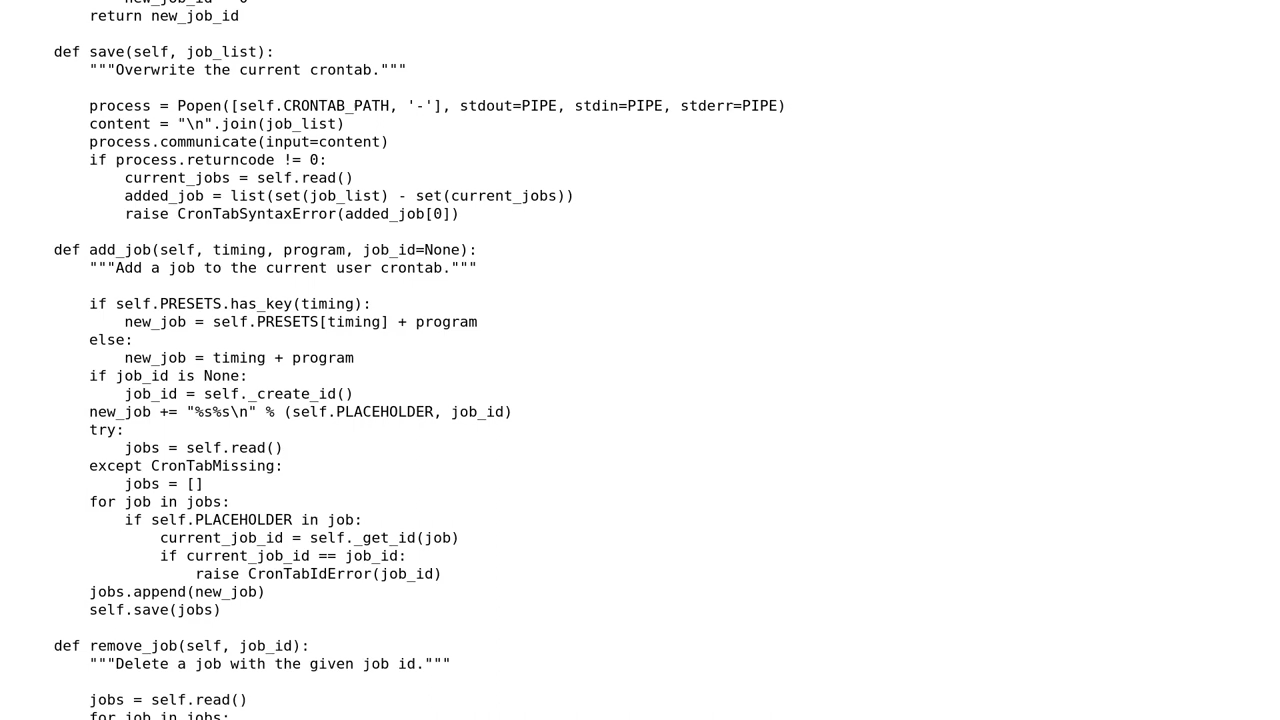 new_job_id = 0
        return new_job_id

    def save(self, job_list):
        """Overwrite the current crontab."""

        process = Popen([self.CRONTAB_PATH, '-'], stdout=PIPE, stdin=PIPE, stderr=PIPE)
        content = "\n".join(job_list)
        process.communicate(input=content)
        if process.returncode != 0:
            current_jobs = self.read()
            added_job = list(set(job_list) - set(current_jobs))
            raise CronTabSyntaxError(added_job[0])

    def add_job(self, timing, program, job_id=None):
        """Add a job to the current user crontab."""

        if self.PRESETS.has_key(timing):
            new_job = self.PRESETS[timing] + program
        else:
            new_job = timing + program
        if job_id is None:
            job_id = self._create_id()
        new_job += "%s%s\n" % (self.PLACEHOLDER, job_id)
        try:
            jobs = self.read()
        except CronTabMissing:
            jobs = []
        for job in jobs:
            if self.PLACEHOLDER in job:
                current_job_id = self._get_id(job)
                if current_job_id == job_id:
                    raise CronTabIdError(job_id)
        jobs.append(new_job)
        self.save(jobs)

    def remove_job(self, job_id):
        """Delete a job with the given job id."""

        jobs = self.read()
        for job in jobs: